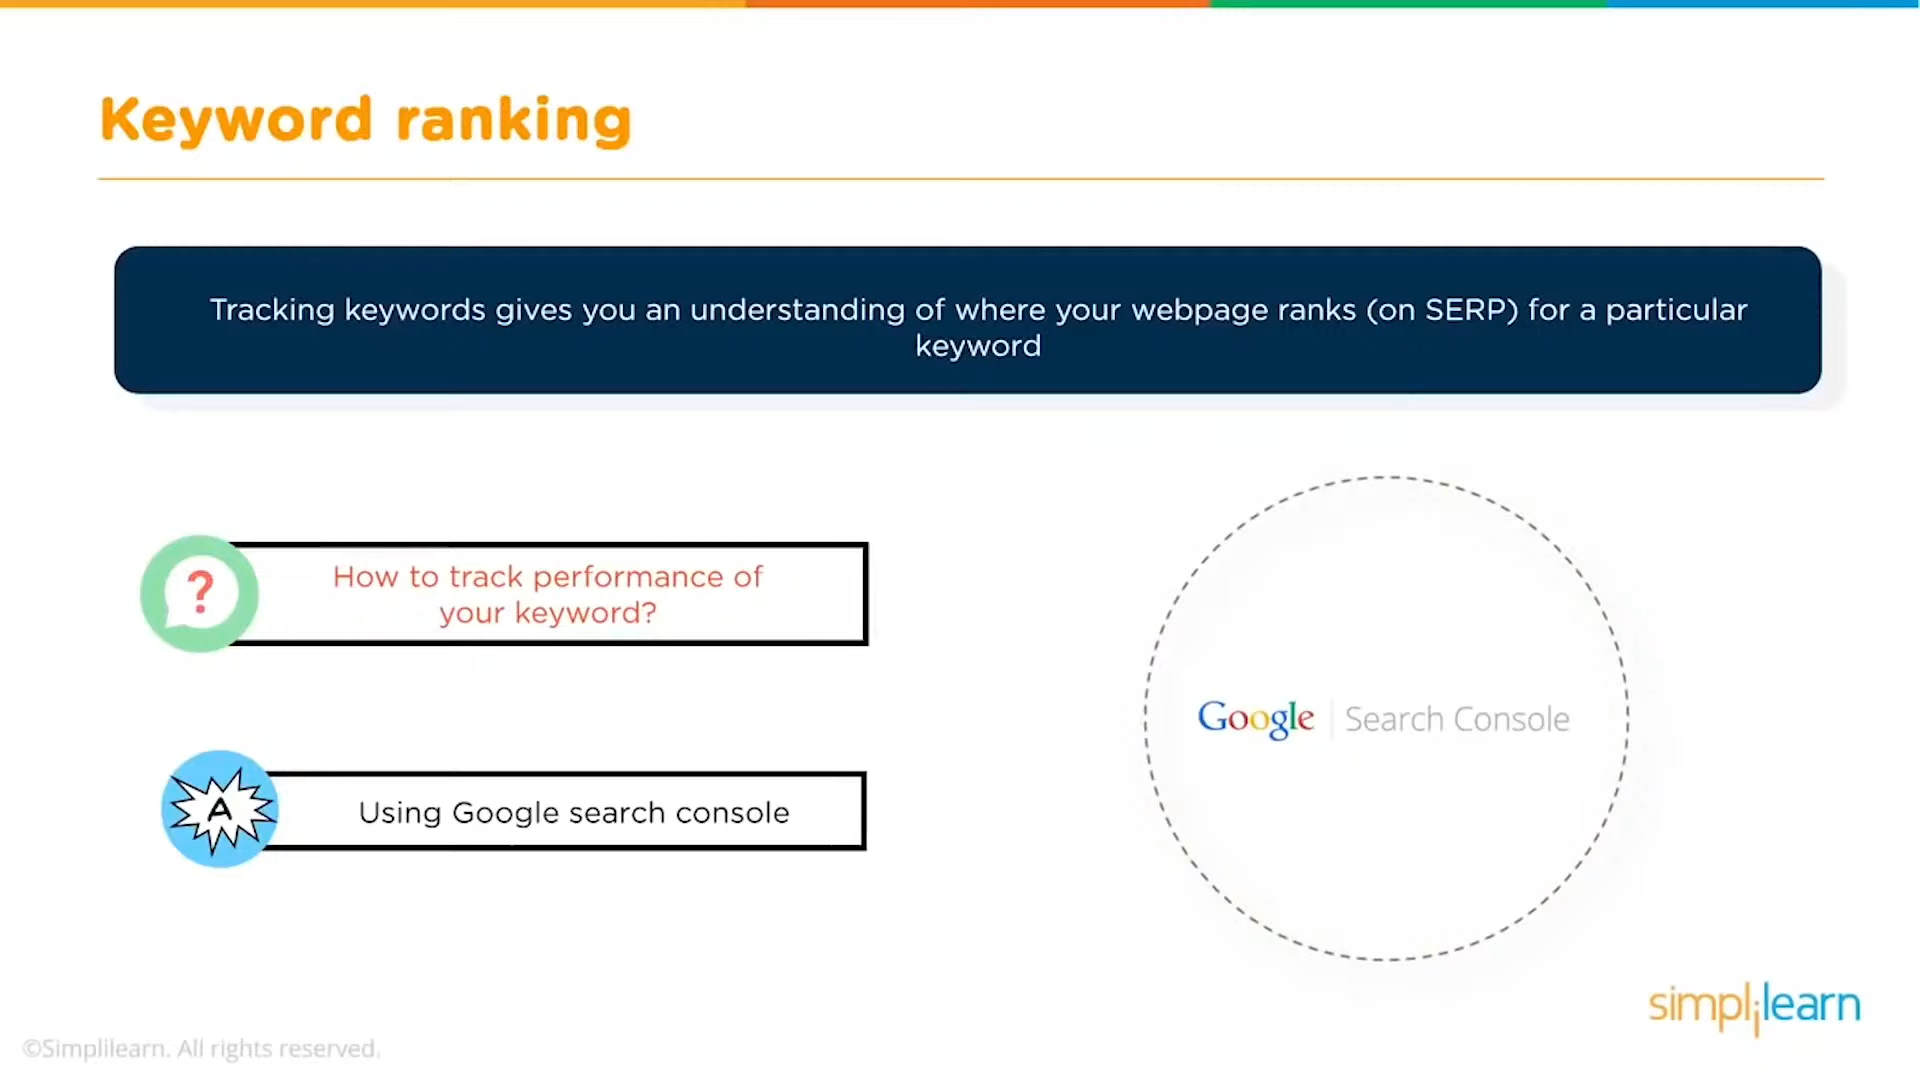 Keyword ranking
Tracking keywords gives you an understanding of where your webpage ranks (on SERP) for a particular
keyword
?
How to track performance of
your keyword?
A
Using Google search console
Google | Search Console
simplilearn
©Simplilearn. All rights reserved.